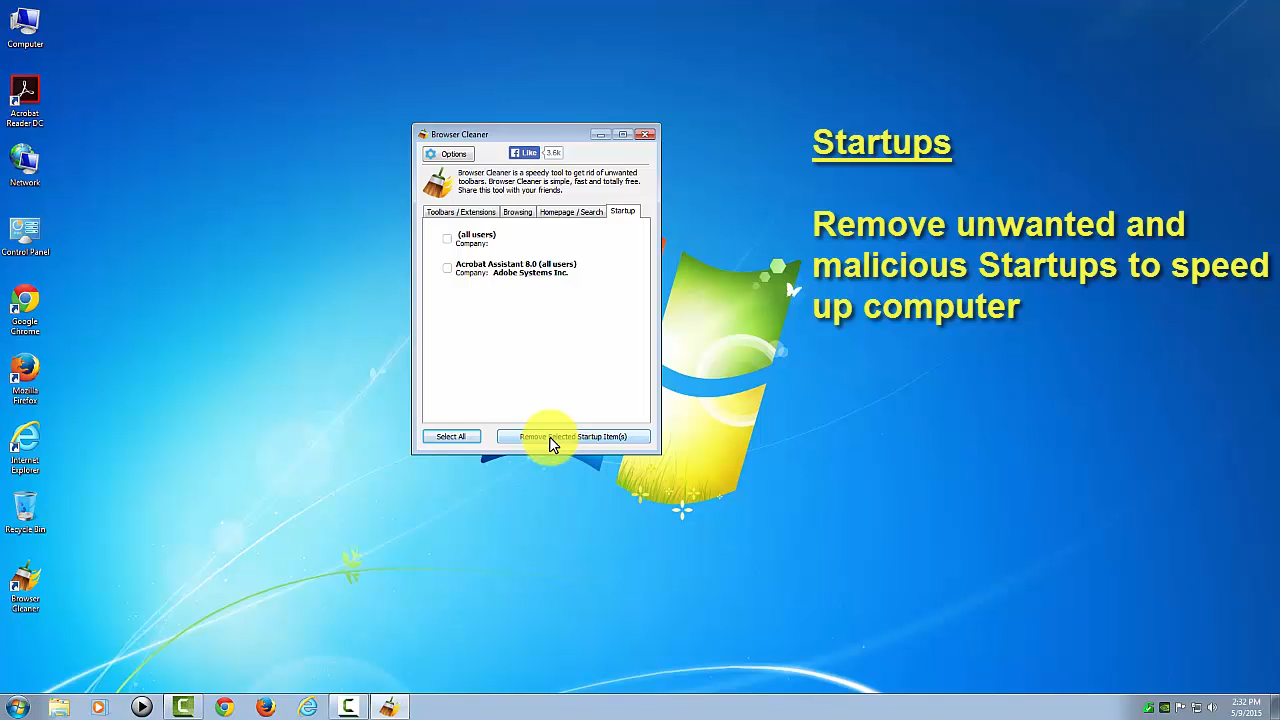 Computer
Acrobat
Reader DC
Network
Control Panel
Google
Chrome
Mozilla
Firefox
Internet
Explorer
Recycle Bin
Browser
Cleaner
Browser Cleaner
Options
Like
3.6k
Browser Cleaner is a speedy tool to get rid of unwanted
toolbars. Browser Cleaner is simple, fast and totally free.
Share this tool with your friends.
Toolbars / Extensions
Browsing
Homepage / Search
Startup
(all users)
Company:
Acrobat Assistant 8.0 (all users)
Company: Adobe Systems Inc.
Select All
Remove Selected Startup Item(s)
Startups
Remove unwanted and
malicious Startups to speed
up computer
2:32 PM
5/9/2015